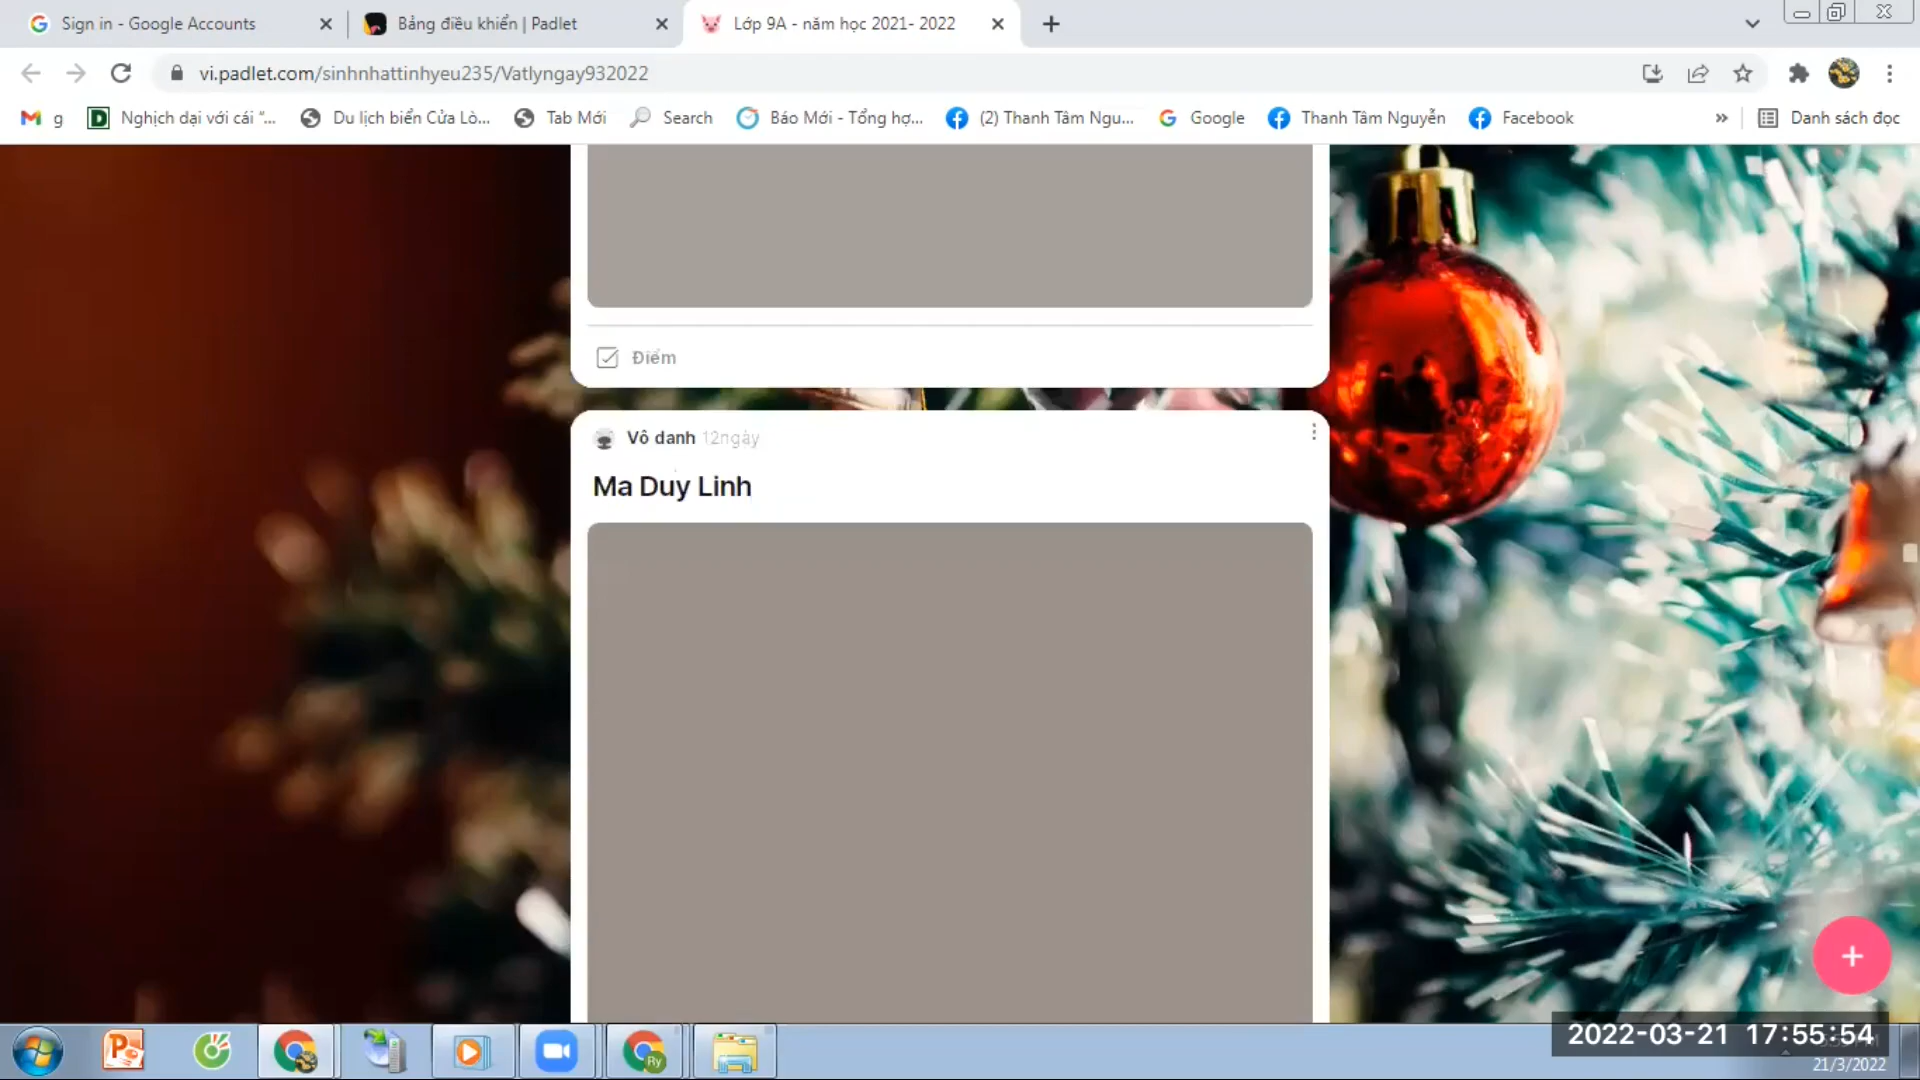 Sign in - Google Accounts
Bảng điều khiển | Padlet
Lớp 9A - năm học 2021- 2022
vi.padlet.com/sinhnhattinhyeu235/Vatlyngay932022
g
Nghịch dại với cái "...
Du lịch biển Cửa Lò...
Tab Mới
Search
Báo Mới - Tổng hợ...
(2) Thanh Tâm Ngu...
Google
Thanh Tâm Nguyễn
Facebook
»
Danh sách đọc
Điểm
Vô danh 12ngày
Ma Duy Linh
2022-03-21 17:55:54
21/3/2022